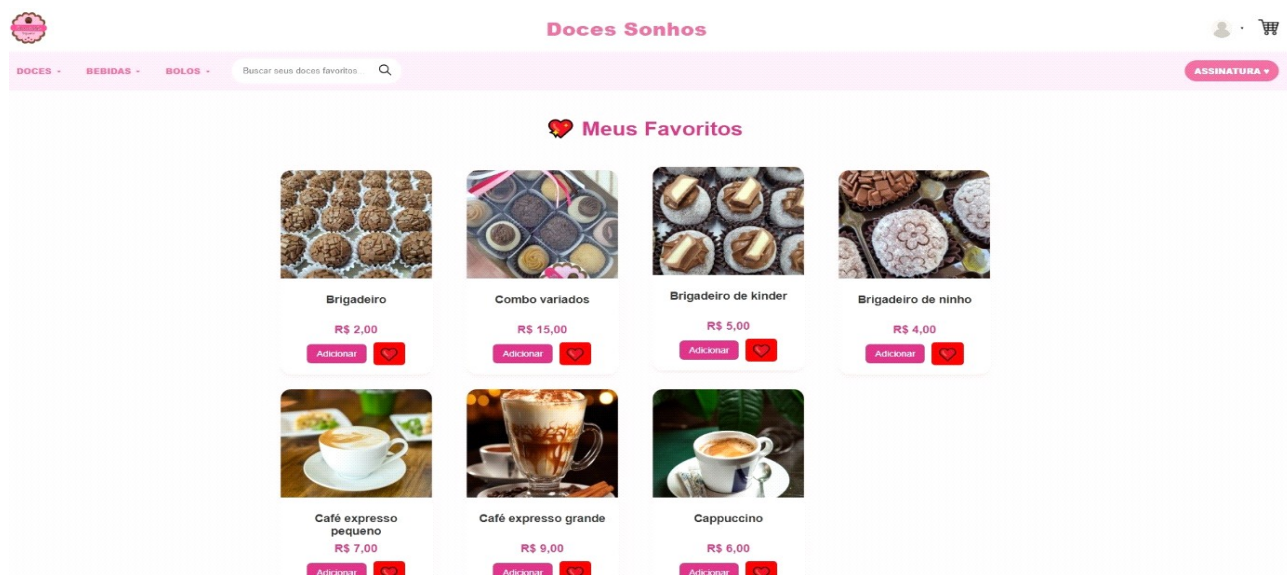 Doces Sonhos
DOCES
BEBIDAS
BOLOS
Buscar seus doces favoritos...
ASSINATURA ♥
Meus Favoritos
Brigadeiro
R$ 2,00
Adicionar
Combo variados
R$ 15,00
Adicionar
Brigadeiro de kinder
R$ 5,00
Adicionar
Brigadeiro de ninho
R$ 4,00
Adicionar
Café expresso
pequeno
R$ 7,00
Adicionar
Café expresso grande
R$ 9,00
Adicionar
Cappuccino
R$ 6,00
Adicionar